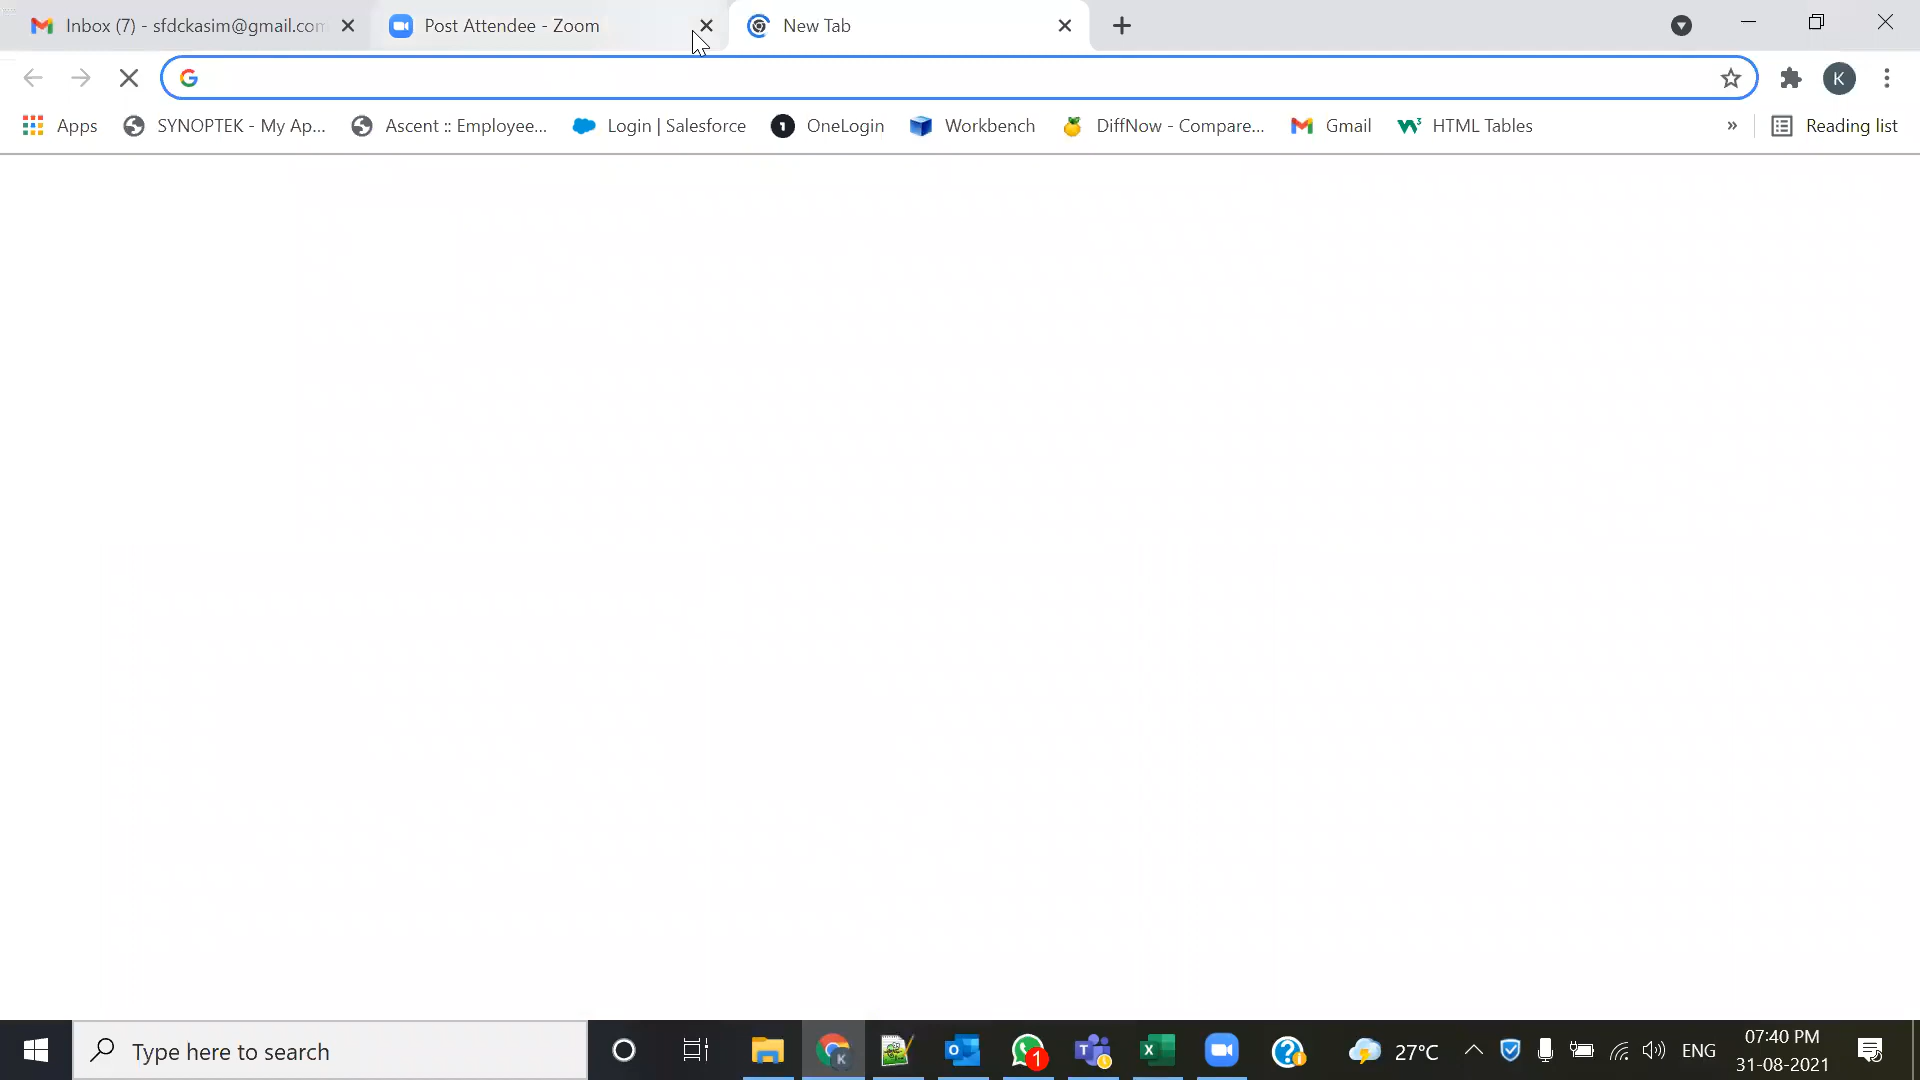 Inbox (7) - sfdckasim@gmail.com
Post Attendee - Zoom
New Tab
K
Apps
SYNOPTEK - My Ap...
Ascent :: Employee...
Login | Salesforce
1 OneLogin
Workbench
DiffNow - Compare...
Gmail
HTML Tables
»
Reading list
Type here to search
1
27°C
ENG
07:40 PM
31-08-2021